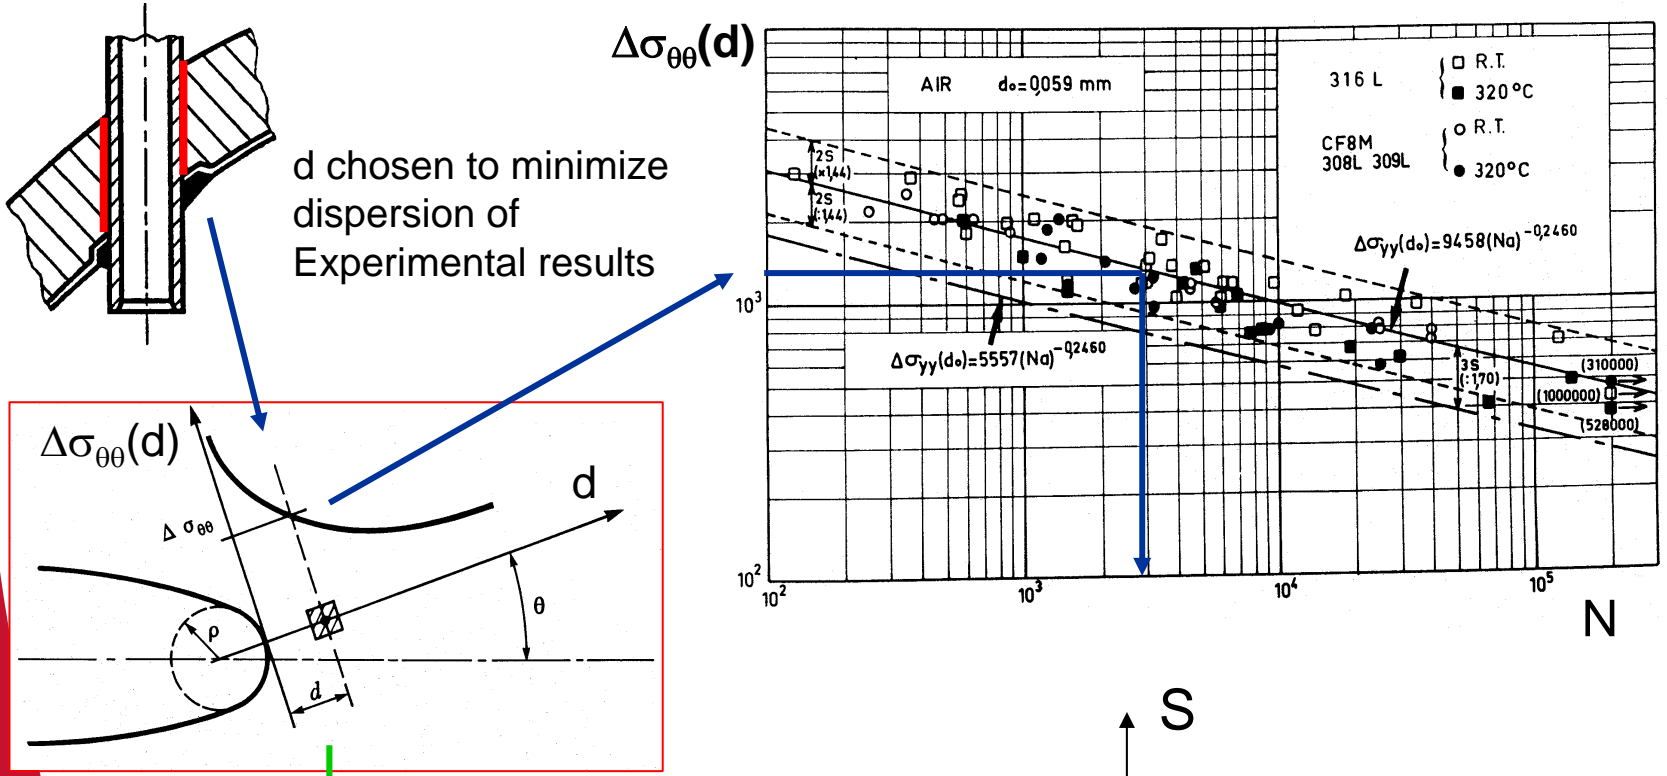 Δσθθ(d)
AIR d₀=0,059 mm
316 L
R.T.
320°C
CF8M
308L 309L
R.T.
320°C
d chosen to minimize
dispersion of
Experimental results
2S
(×1,44)
2S
(:1,44)
Δσyy(d₀)=9458(Na)^-0,2460
10³
Δσyy(d₀)=5557(Na)^-0,2460
3S
(:1,70)
(310000)
(1000000)
(528000)
10²
10²
10³
10⁴
10⁵
N
Δσθθ(d)
d
Δ σθθ
θ
ρ
d
S